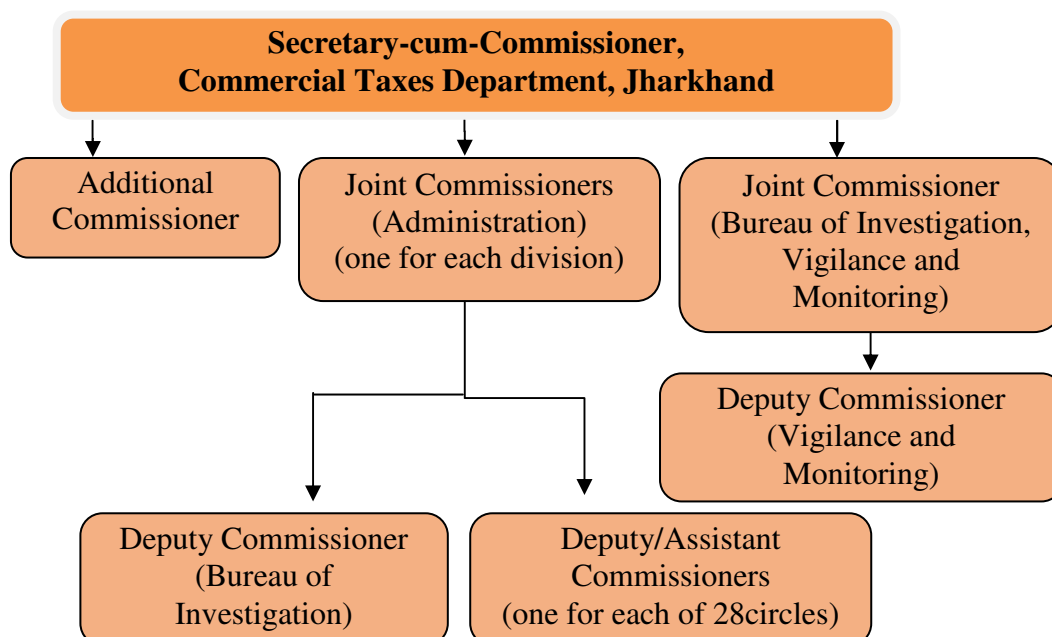 Secretary-cum-Commissioner,
Commercial Taxes Department, Jharkhand
Additional
Commissioner
Joint Commissioners
(Administration)
(one for each division)
Joint Commissioner
(Bureau of Investigation,
Vigilance and
Monitoring)
Deputy Commissioner
(Vigilance and
Monitoring)
Deputy Commissioner
(Bureau of
Investigation)
Deputy/Assistant
Commissioners
(one for each of 28circles)